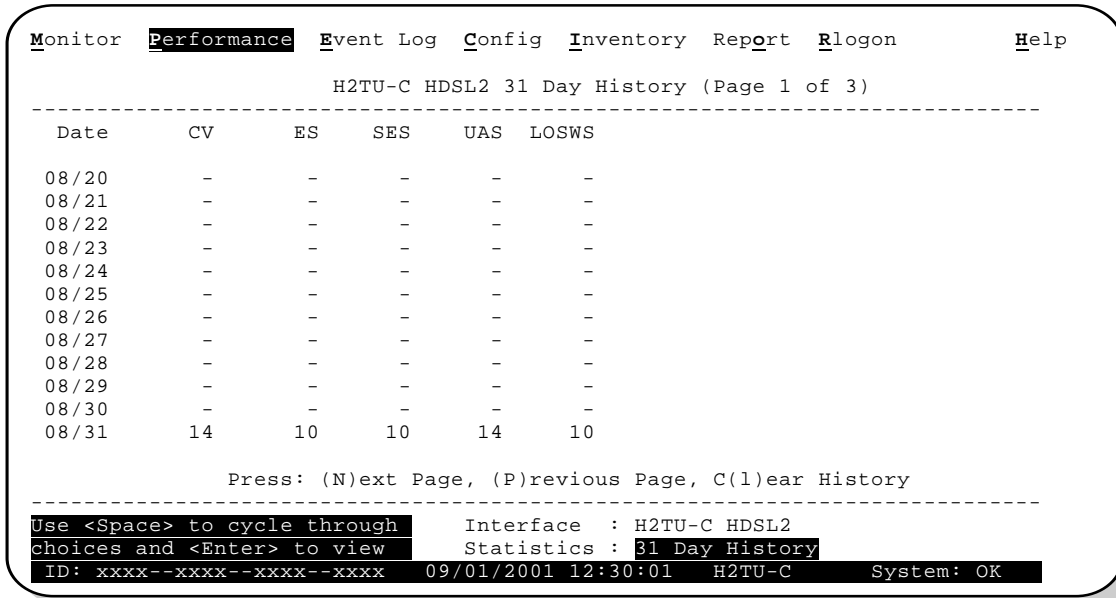 Monitor Performance Event Log Config Inventory Report Rlogon Help
H2TU-C HDSL2 31 Day History (Page 1 of 3)
--------------------------------------------------------------------------------
Date CV ES SES UAS LOSWS
08/20 - - - - -
08/21 - - - - -
08/22 - - - - -
08/23 - - - - -
08/24 - - - - -
08/25 - - - - -
08/26 - - - - -
08/27 - - - - -
08/28 - - - - -
08/29 - - - - -
08/30 - - - - -
08/31 14 10 10 14 10
Press: (N)ext Page, (P)revious Page, C(l)ear History
--------------------------------------------------------------------------------
Use <Space> to cycle through Interface : H2TU-C HDSL2
choices and <Enter> to view Statistics : 31 Day History
ID: xxxx--xxxx--xxxx--xxxx 09/01/2001 12:30:01 H2TU-C System: OK